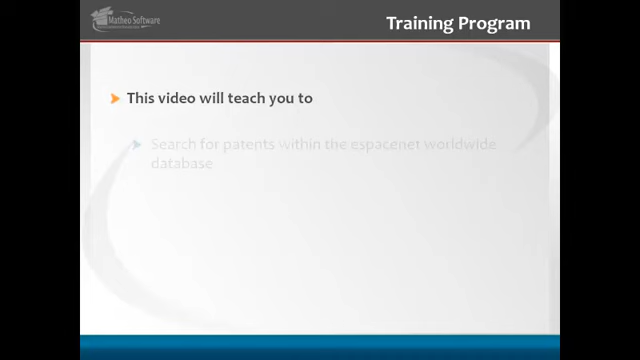 Matheo Software
Training Program
This video will teach you to
Search for patents within the espacenet worldwide
database